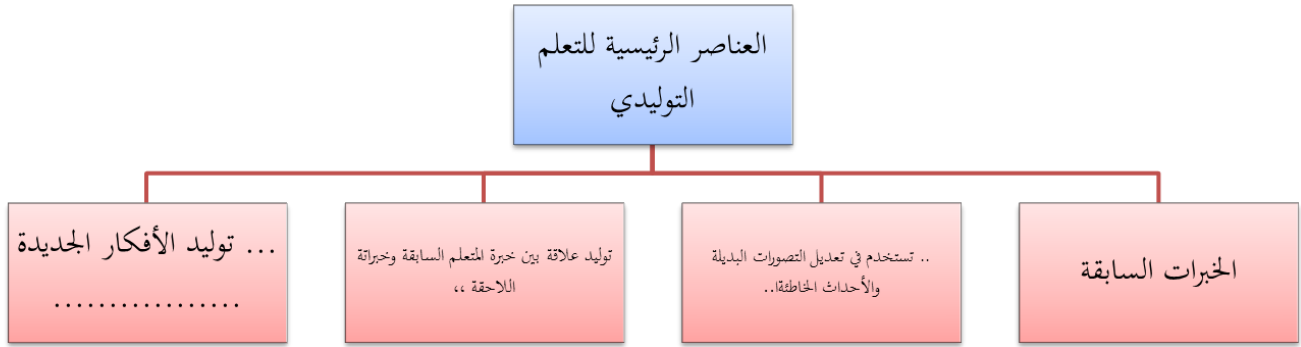 العناصر الرئيسية للتعلم
التوليدي
الخبرات السابقة
.. تستخدم في تعديل التصورات البديلة
والأحداث الخاطئة..
توليد علاقة بين خبرة المتعلم السابقة وخبراتة
اللاحقة ،،
... توليد الأفكار الجديدة
.................